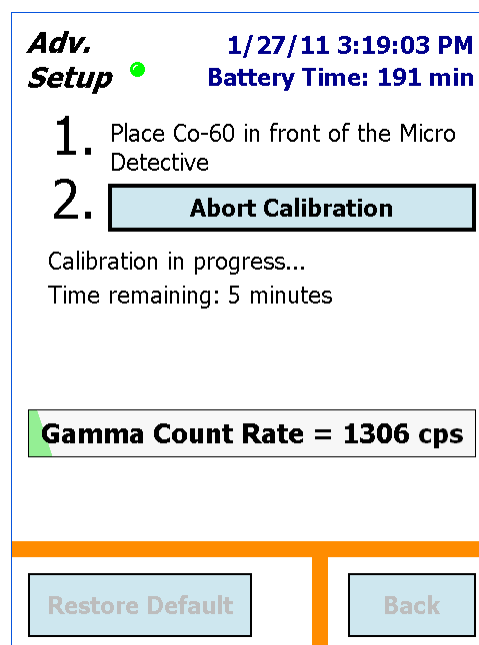 Adv.
1/27/11 3:19:03 PM
Setup
Battery Time: 191 min
1. Place Co-60 in front of the Micro
Detective
2. Abort Calibration
Calibration in progress...
Time remaining: 5 minutes
Gamma Count Rate = 1306 cps
Restore Default
Back